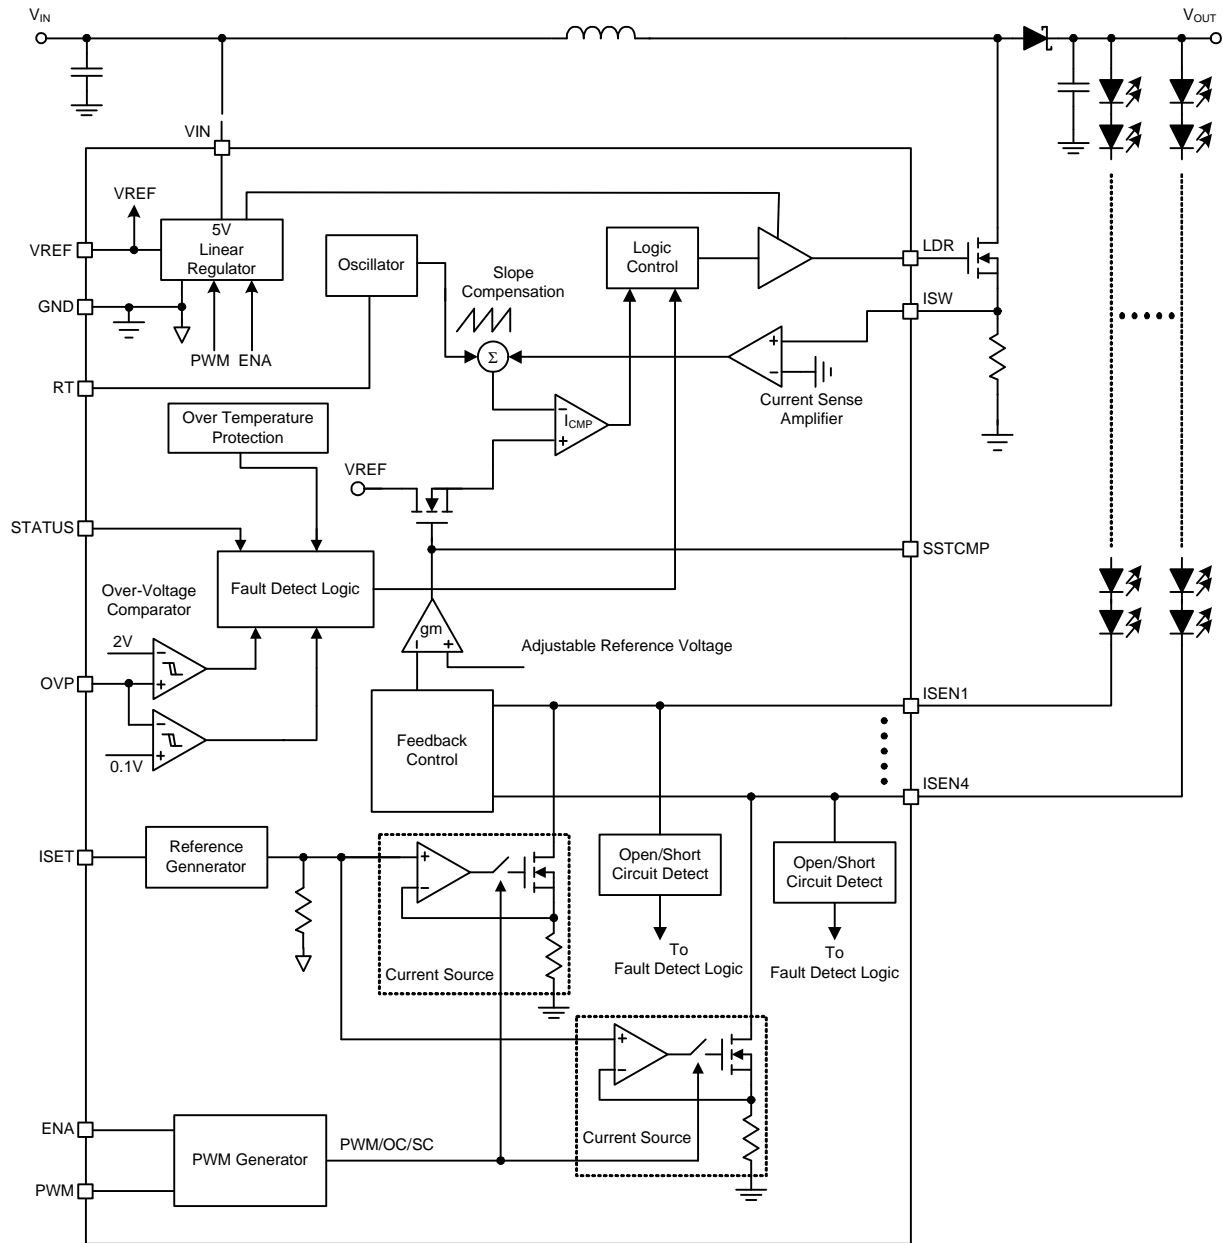 VIN
VOUT
VIN
VREF
VREF
5V
Linear
Regulator
GND
PWM ENA
RT
Oscillator
Slope
Compensation
Σ
Logic
Control
LDR
ISW
+
−
Current Sense
Amplifier
−
ICMP
+
Over Temperature
Protection
VREF
STATUS
Fault Detect Logic
SSTCMP
Over-Voltage
Comparator
2V
−
+
OVP
−
+
0.1V
gm
−
+
Adjustable Reference Voltage
Feedback
Control
ISEN1
ISEN4
ISET
Reference
Gennerator
+
−
Current Source
Open/Short
Circuit Detect
To
Fault Detect Logic
Open/Short
Circuit Detect
To
Fault Detect Logic
+
−
Current Source
ENA
PWM
PWM Generator
PWM/OC/SC